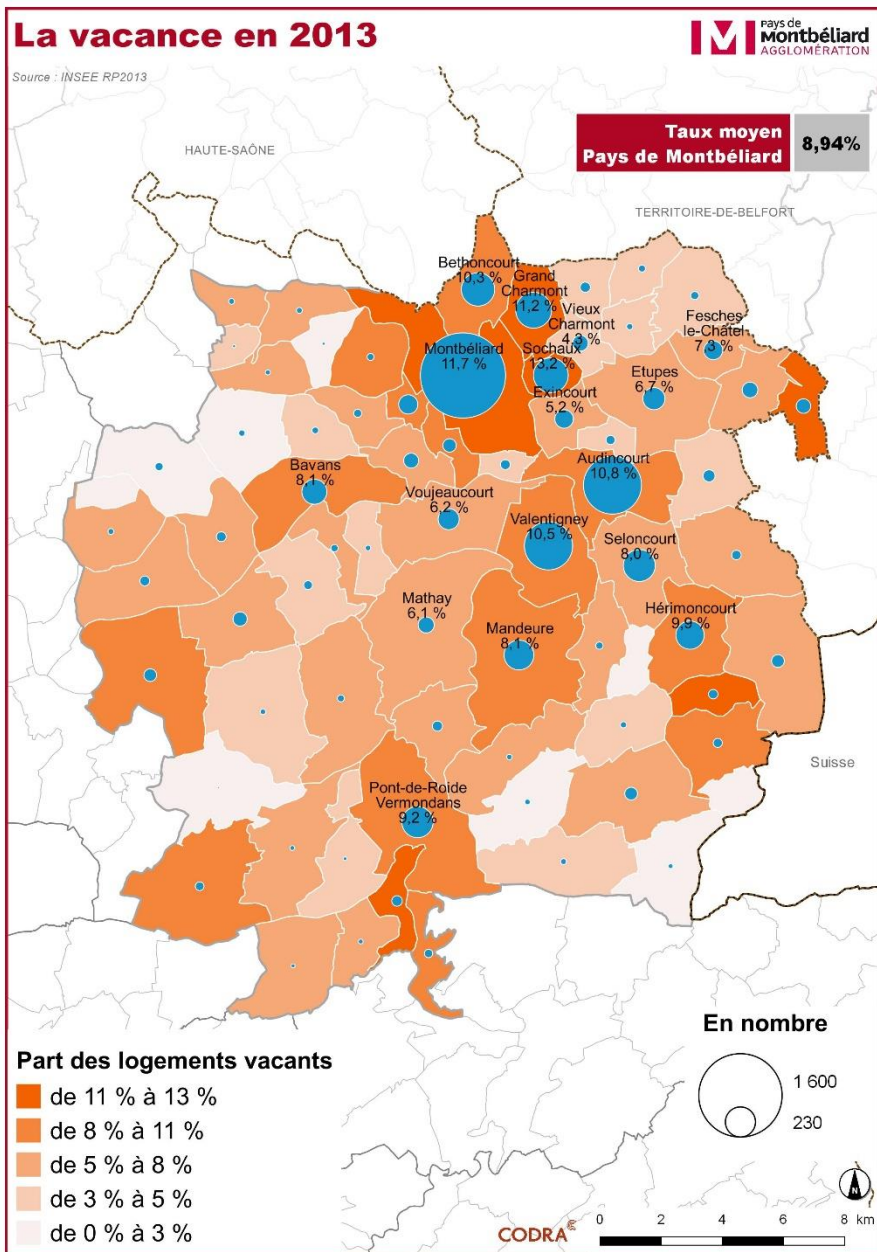 La vacance en 2013
Pays de
Montbéliard
AGGLOMÉRATION
Source : INSEE RP2013
Taux moyen
Pays de Montbéliard
8,94%
HAUTE-SAÔNE
TERRITOIRE-DE-BELFORT
Bethoncourt
10,3 %
Grand
Charmont
11,2 %
Vieux
Charmont
4,3 %
Fesches
le-Châtel
7,3 %
Montbéliard
11,7 %
Sochaux
13,2 %
Exincourt
5,2 %
Etupes
6,7 %
Bavans
8,1 %
Voujeaucourt
6,2 %
Audincourt
10,8 %
Valentigney
10,5 %
Seloncourt
8,0 %
Mathay
6,1 %
Mandeure
8,1 %
Hérimoncourt
9,9 %
Suisse
Pont-de-Roide
Vermondans
9,2 %
En nombre
1 600
230
Part des logements vacants
de 11 % à 13 %
de 8 % à 11 %
de 5 % à 8 %
de 3 % à 5 %
de 0 % à 3 %
N
CODRA
0 2 4 6 8 km